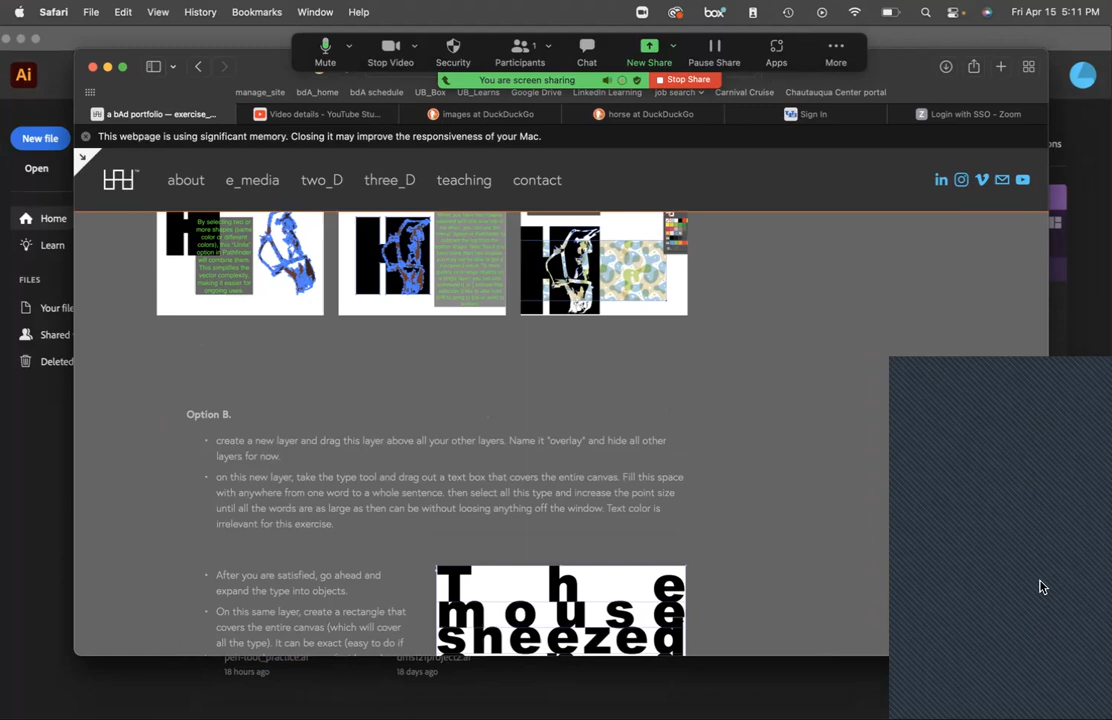 Safari File Edit View History Bookmarks Window Help
box
Fri Apr 15 5:11 PM
Mute Stop Video Security Participants 1 Chat New Share Pause Share Apps More
You are screen sharing Stop Share
Ai
manage_site bdA_home bdA schedule UB_Box UB_Learns Google Drive LinkedIn Learning job search Carnival Cruise Chautauqua Center portal
a bAd portfolio — exercise_... Video details - YouTube Stu... images at DuckDuckGo horse at DuckDuckGo Sign In Login with SSO - Zoom
This webpage is using significant memory. Closing it may improve the responsiveness of your Mac.
New file
Open
Home
Learn
FILES
Your file
Shared
Deleted
about e_media two_D three_D teaching contact
By selecting two or
more shapes (same
color or different
colors), this "Unite"
option in Pathfinder
will combine them.
This simplifies the
vector complexity,
making it easier for
ongoing uses.
Option B.
• create a new layer and drag this layer above all your other layers. Name it "overlay" and hide all other
layers for now.
• on this new layer, take the type tool and drag out a text box that covers the entire canvas. Fill this space
with anywhere from one word to a whole sentence. then select all this type and increase the point size
until all the words are as large as then can be without loosing anything off the window. Text color is
irrelevant for this exercise.
• After you are satisfied, go ahead and
expand the type into objects.
• On this same layer, create a rectangle that
covers the entire canvas (which will cover
all the type). It can be exact (easy to do if
The
mouse
sheezed
pen-tool_practice.ai
18 hours ago
dms121project2.ai
18 days ago